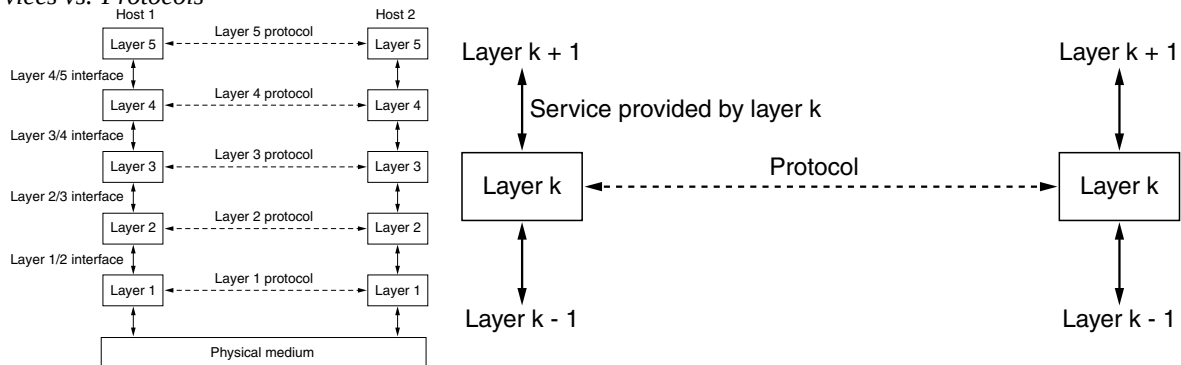 vices vs. Protocols
Host 1
Host 2
Layer 5
Layer 5 protocol
Layer 5
Layer 4/5 interface
Layer 4
Layer 4 protocol
Layer 4
Layer 3/4 interface
Layer 3
Layer 3 protocol
Layer 3
Layer 2/3 interface
Layer 2
Layer 2 protocol
Layer 2
Layer 1/2 interface
Layer 1
Layer 1 protocol
Layer 1
Physical medium
Layer k + 1
Layer k + 1
Service provided by layer k
Layer k
Protocol
Layer k
Layer k - 1
Layer k - 1